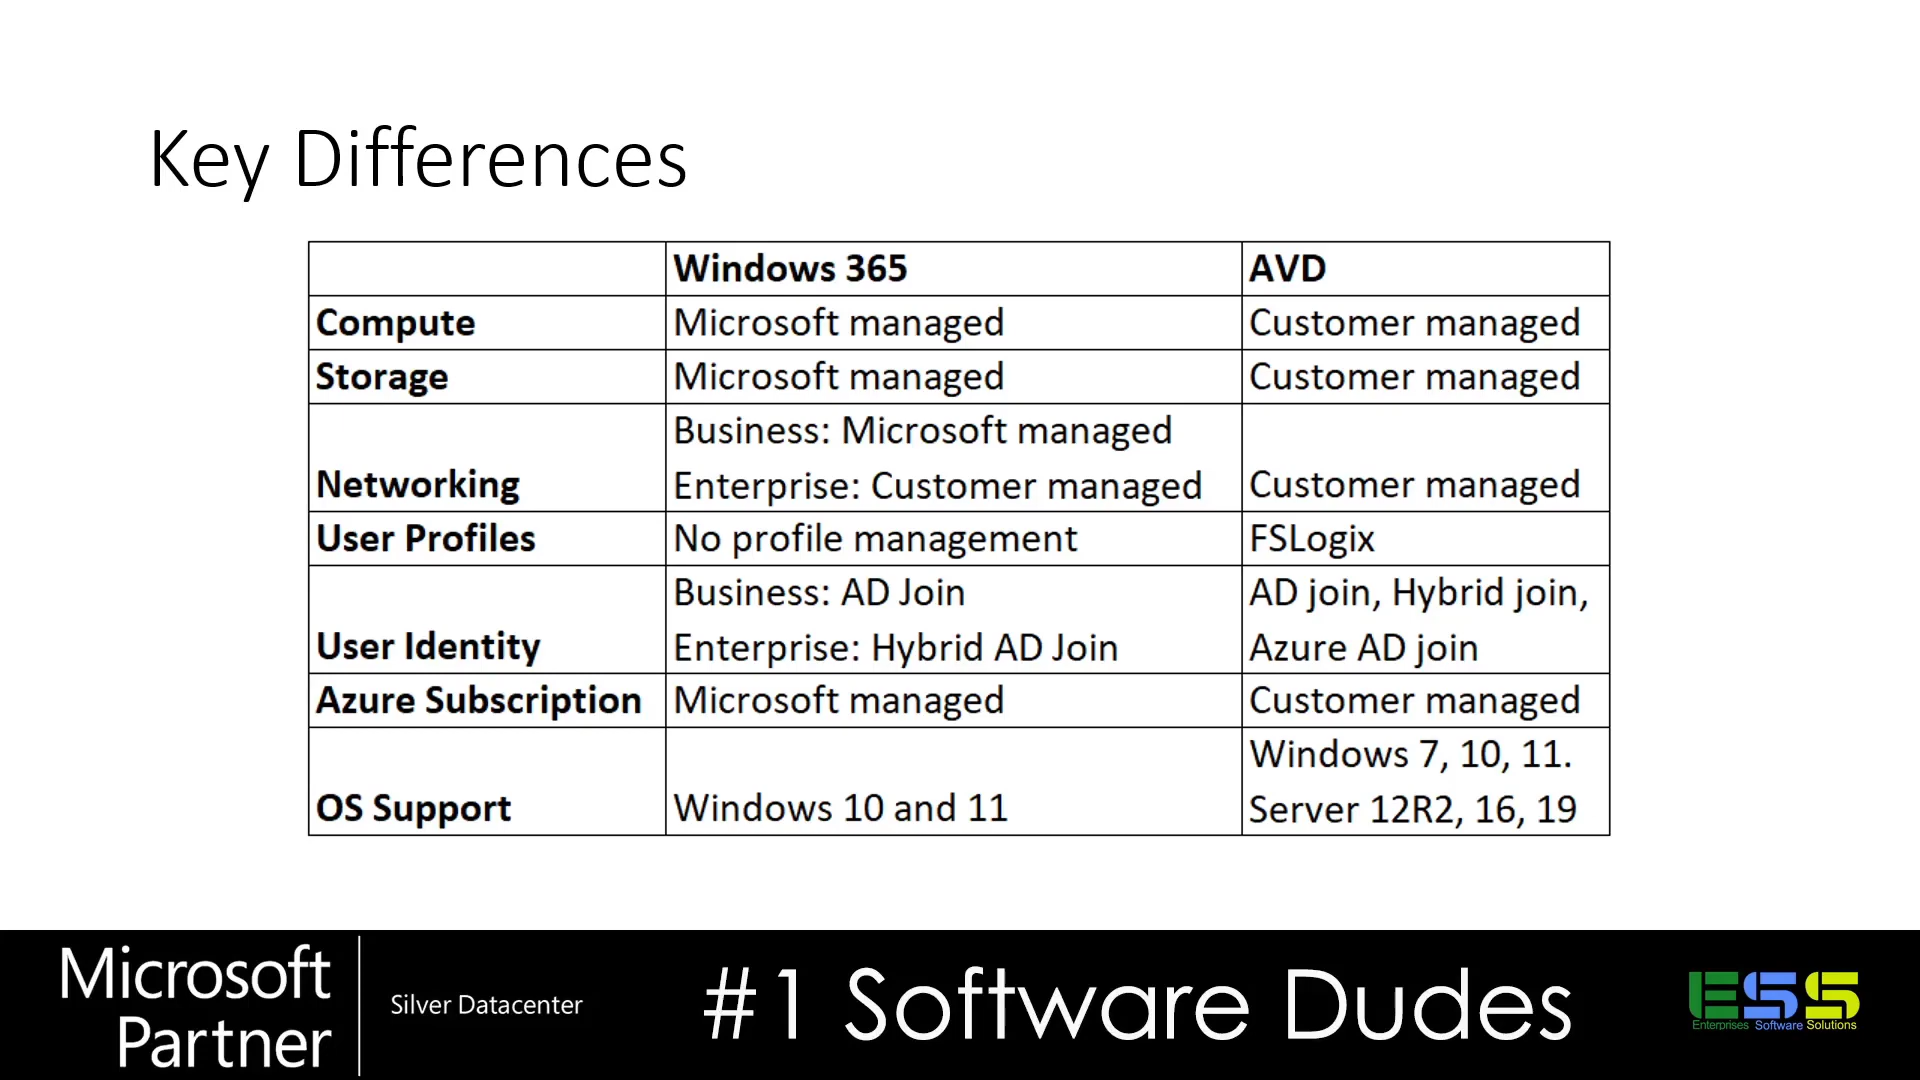 Key Differences
Windows 365 AVD
Compute Microsoft managed Customer managed
Storage Microsoft managed Customer managed
Business: Microsoft managed
Networking Enterprise: Customer managed Customer managed
User Profiles No profile management FSLogix
Business: AD Join AD join, Hybrid join,
User Identity Enterprise: Hybrid AD Join Azure AD join
Azure Subscription Microsoft managed Customer managed
Windows 7, 10, 11.
OS Support Windows 10 and 11 Server 12R2, 16, 19
Microsoft
Partner
Silver Datacenter
#1 Software Dudes
ESS
Enterprises Software Solutions